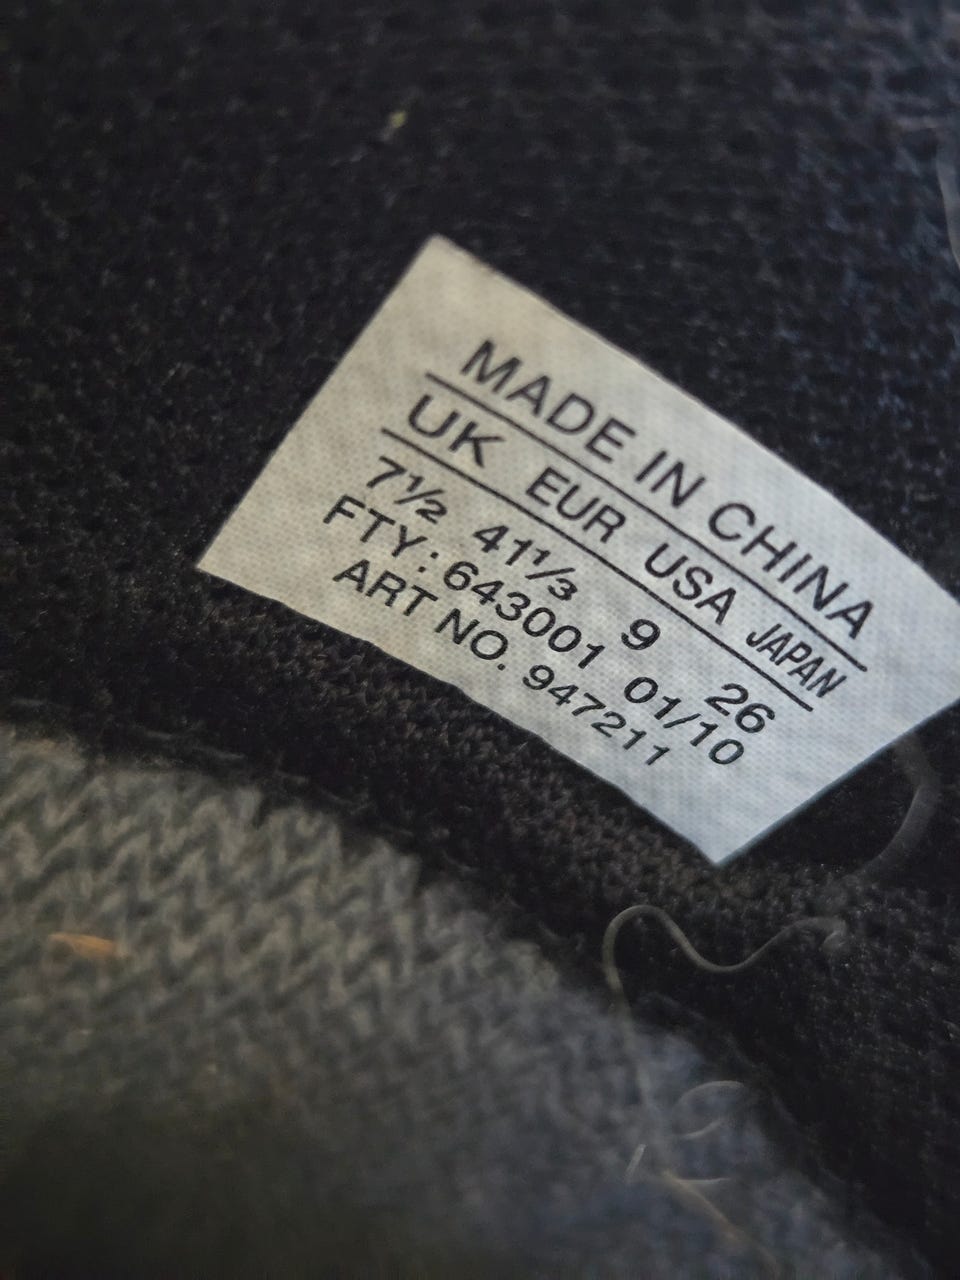 MADE IN CHINA
UK EUR USA JAPAN
7½ 41⅓ 9 26
FTY: 643001 01/10
ART NO. 947211